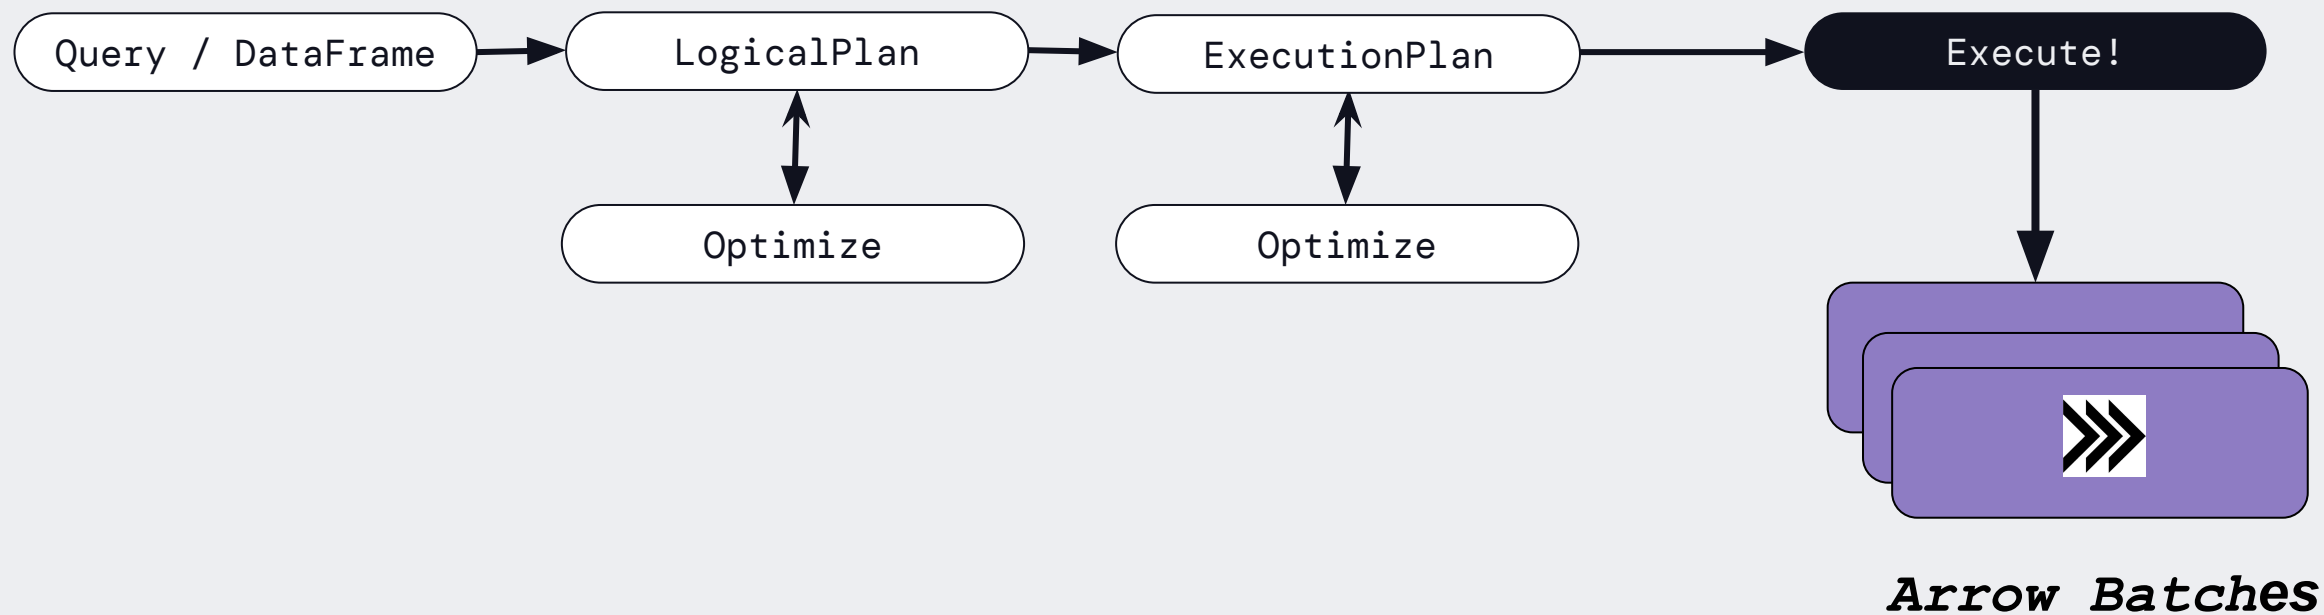 Query / DataFrame
LogicalPlan
ExecutionPlan
Execute!
Optimize
Optimize
Arrow Batches